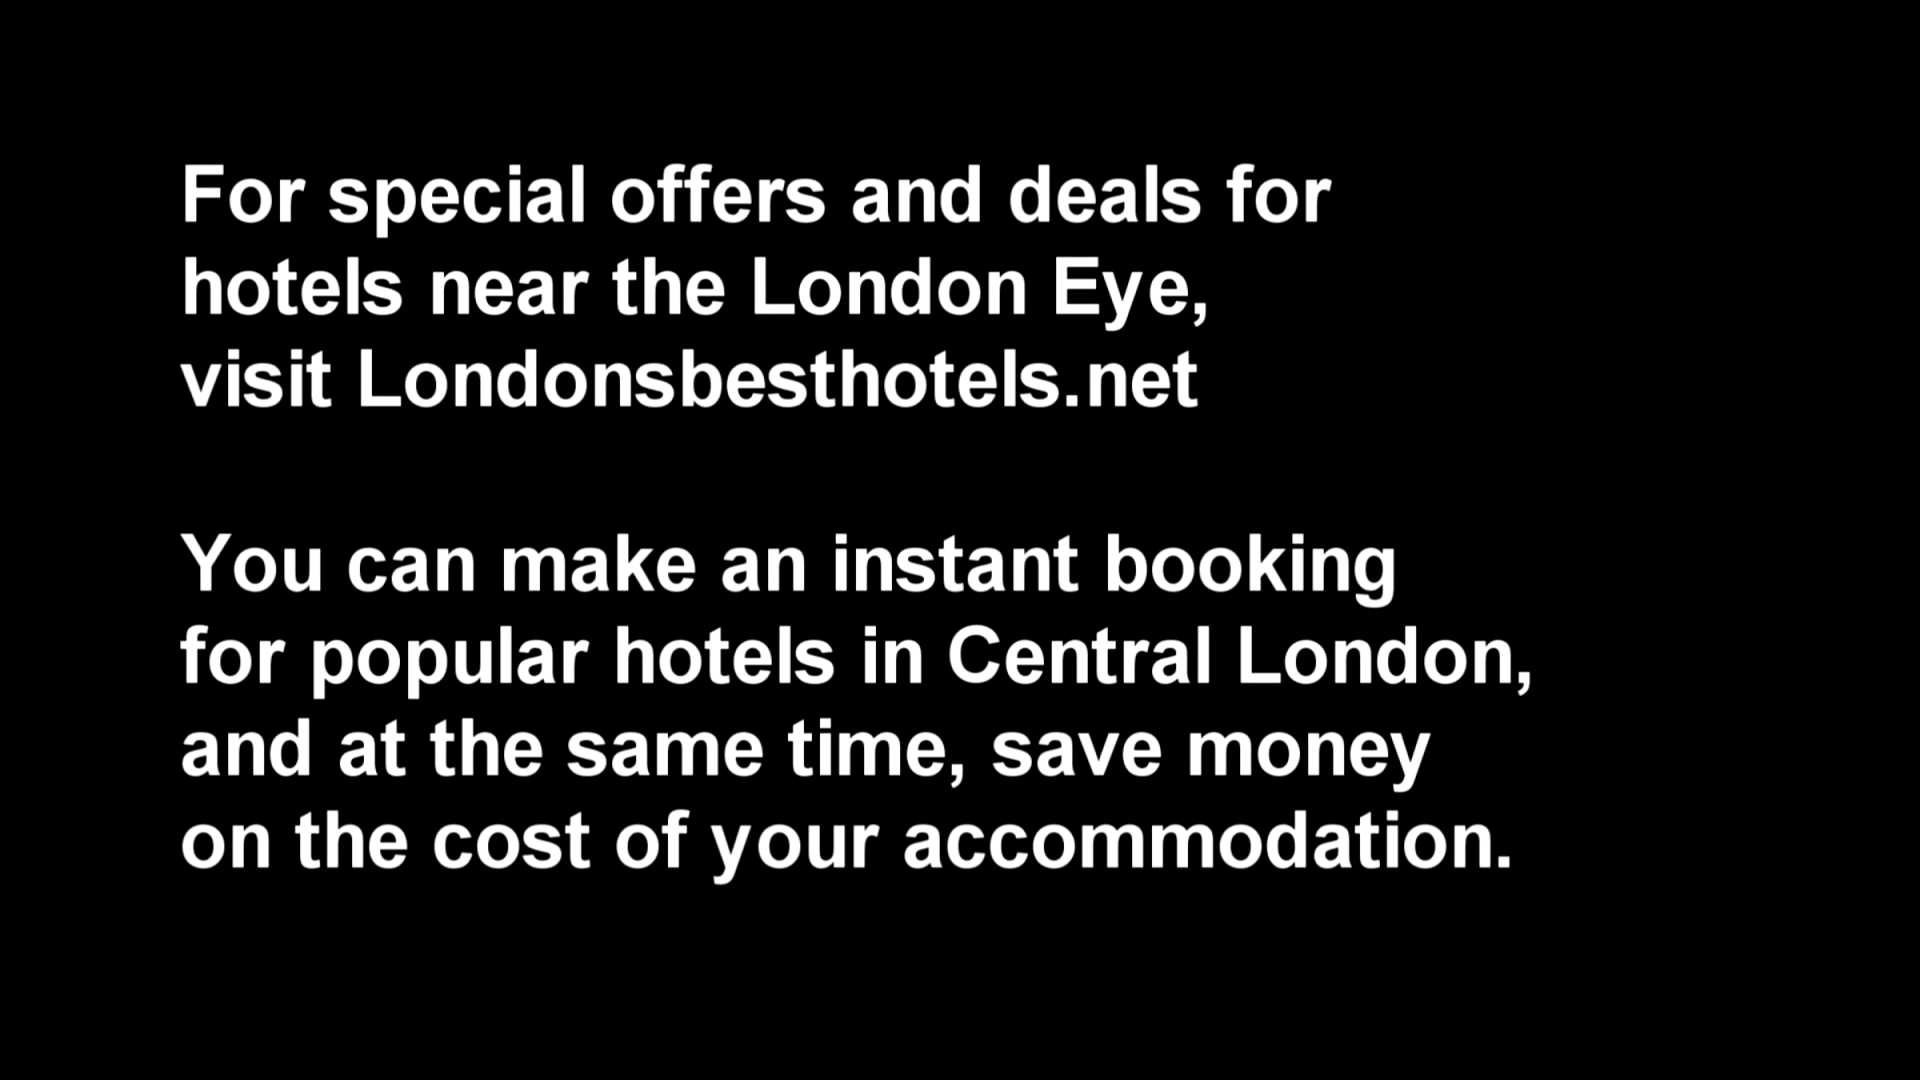 For special offers and deals for
hotels near the London Eye,
visit Londonsbesthotels.net
You can make an instant booking
for popular hotels in Central London,
and at the same time, save money
on the cost of your accommodation.